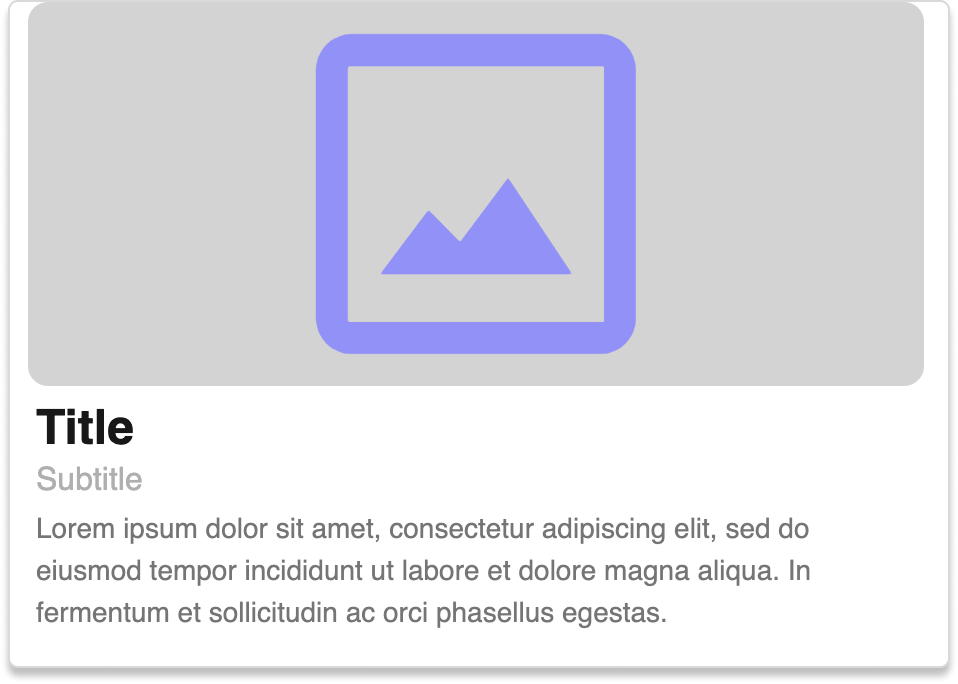 Title
Subtitle
Lorem ipsum dolor sit amet, consectetur adipiscing elit, sed do
eiusmod tempor incididunt ut labore et dolore magna aliqua. In
fermentum et sollicitudin ac orci phasellus egestas.